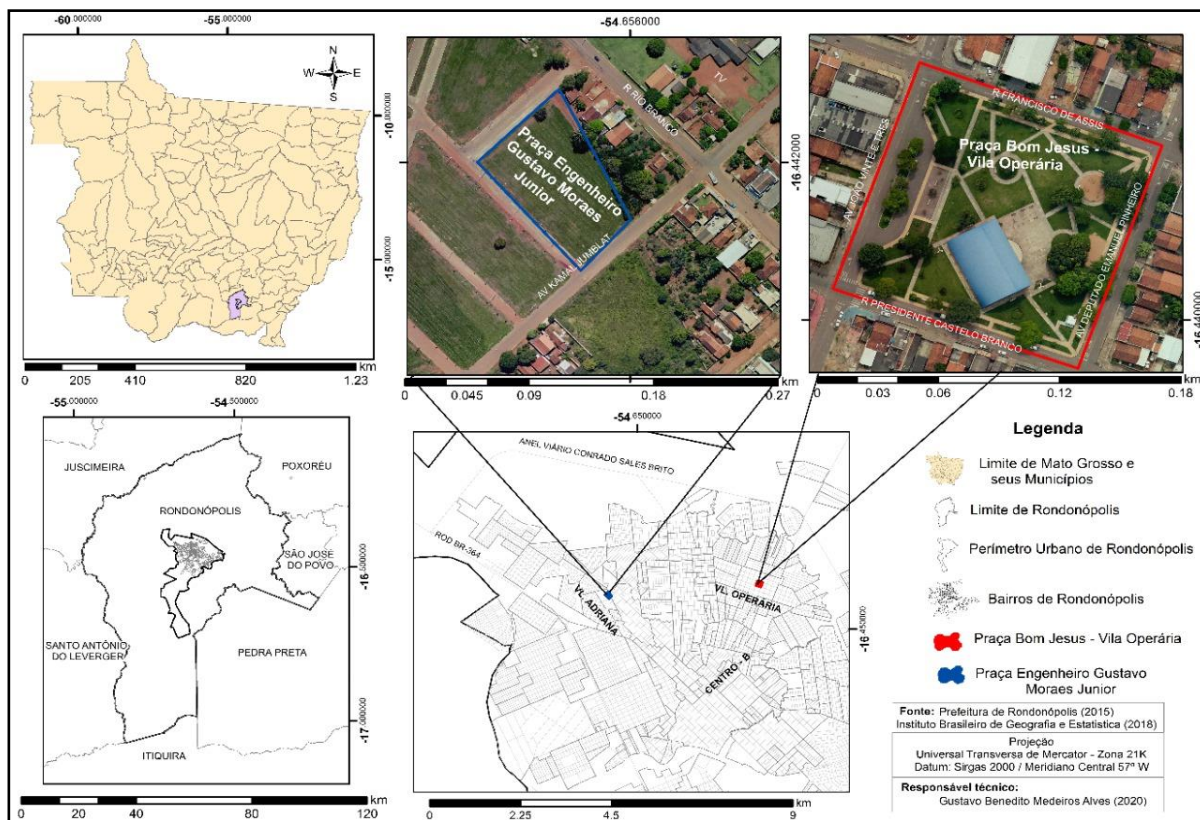 -60.000000
-55.000000
N
W E
S
-10.000000
-15.000000
0 205 410 820 1.23
km
-54.656000
-16.442000
TV
R RIO BRANCO
Praça Engenheiro
Gustavo Moraes
Junior
AV KAMAL JUMBLAT
km
0 0.045 0.09 0.18 0.27
R FRANCISCO DE ASSIS
Praça Bom Jesus -
Vila Operária
AV JOÃO VINTE E TRES
AV DEPUTADO EMANUEL PINHEIRO
R PRESIDENTE CASTELO BRANCO
-16.440000
km
0 0.03 0.06 0.12 0.18
-55.000000
-54.500000
JUSCIMEIRA
POXORÉU
RONDONÓPOLIS
SÃO JOSÉ
DO POVO
-16.500000
SANTO ANTÔNIO
DO LEVERGER
PEDRA PRETA
-17.000000
ITIQUIRA
km
0 20 40 80 120
-54.650000
ANEL VIÁRIO CONRADO SALES BRITO
ROD BR-364
VL. ADRIANA
VL. OPERÁRIA
CENTRO - B
-16.450000
km
0 2.25 4.5 9
Legenda
Limite de Mato Grosso e
seus Municípios
Limite de Rondonópolis
Perímetro Urbano de Rondonópolis
Bairros de Rondonópolis
Praça Bom Jesus - Vila Operária
Praça Engenheiro Gustavo
Moraes Junior
Fonte: Prefeitura de Rondonópolis (2015)
Instituto Brasileiro de Geografia e Estatistica (2018)
Projeção
Universal Transversa de Mercator - Zona 21K
Datum: Sirgas 2000 / Meridiano Central 57º W
Responsável técnico:
Gustavo Benedito Medeiros Alves (2020)